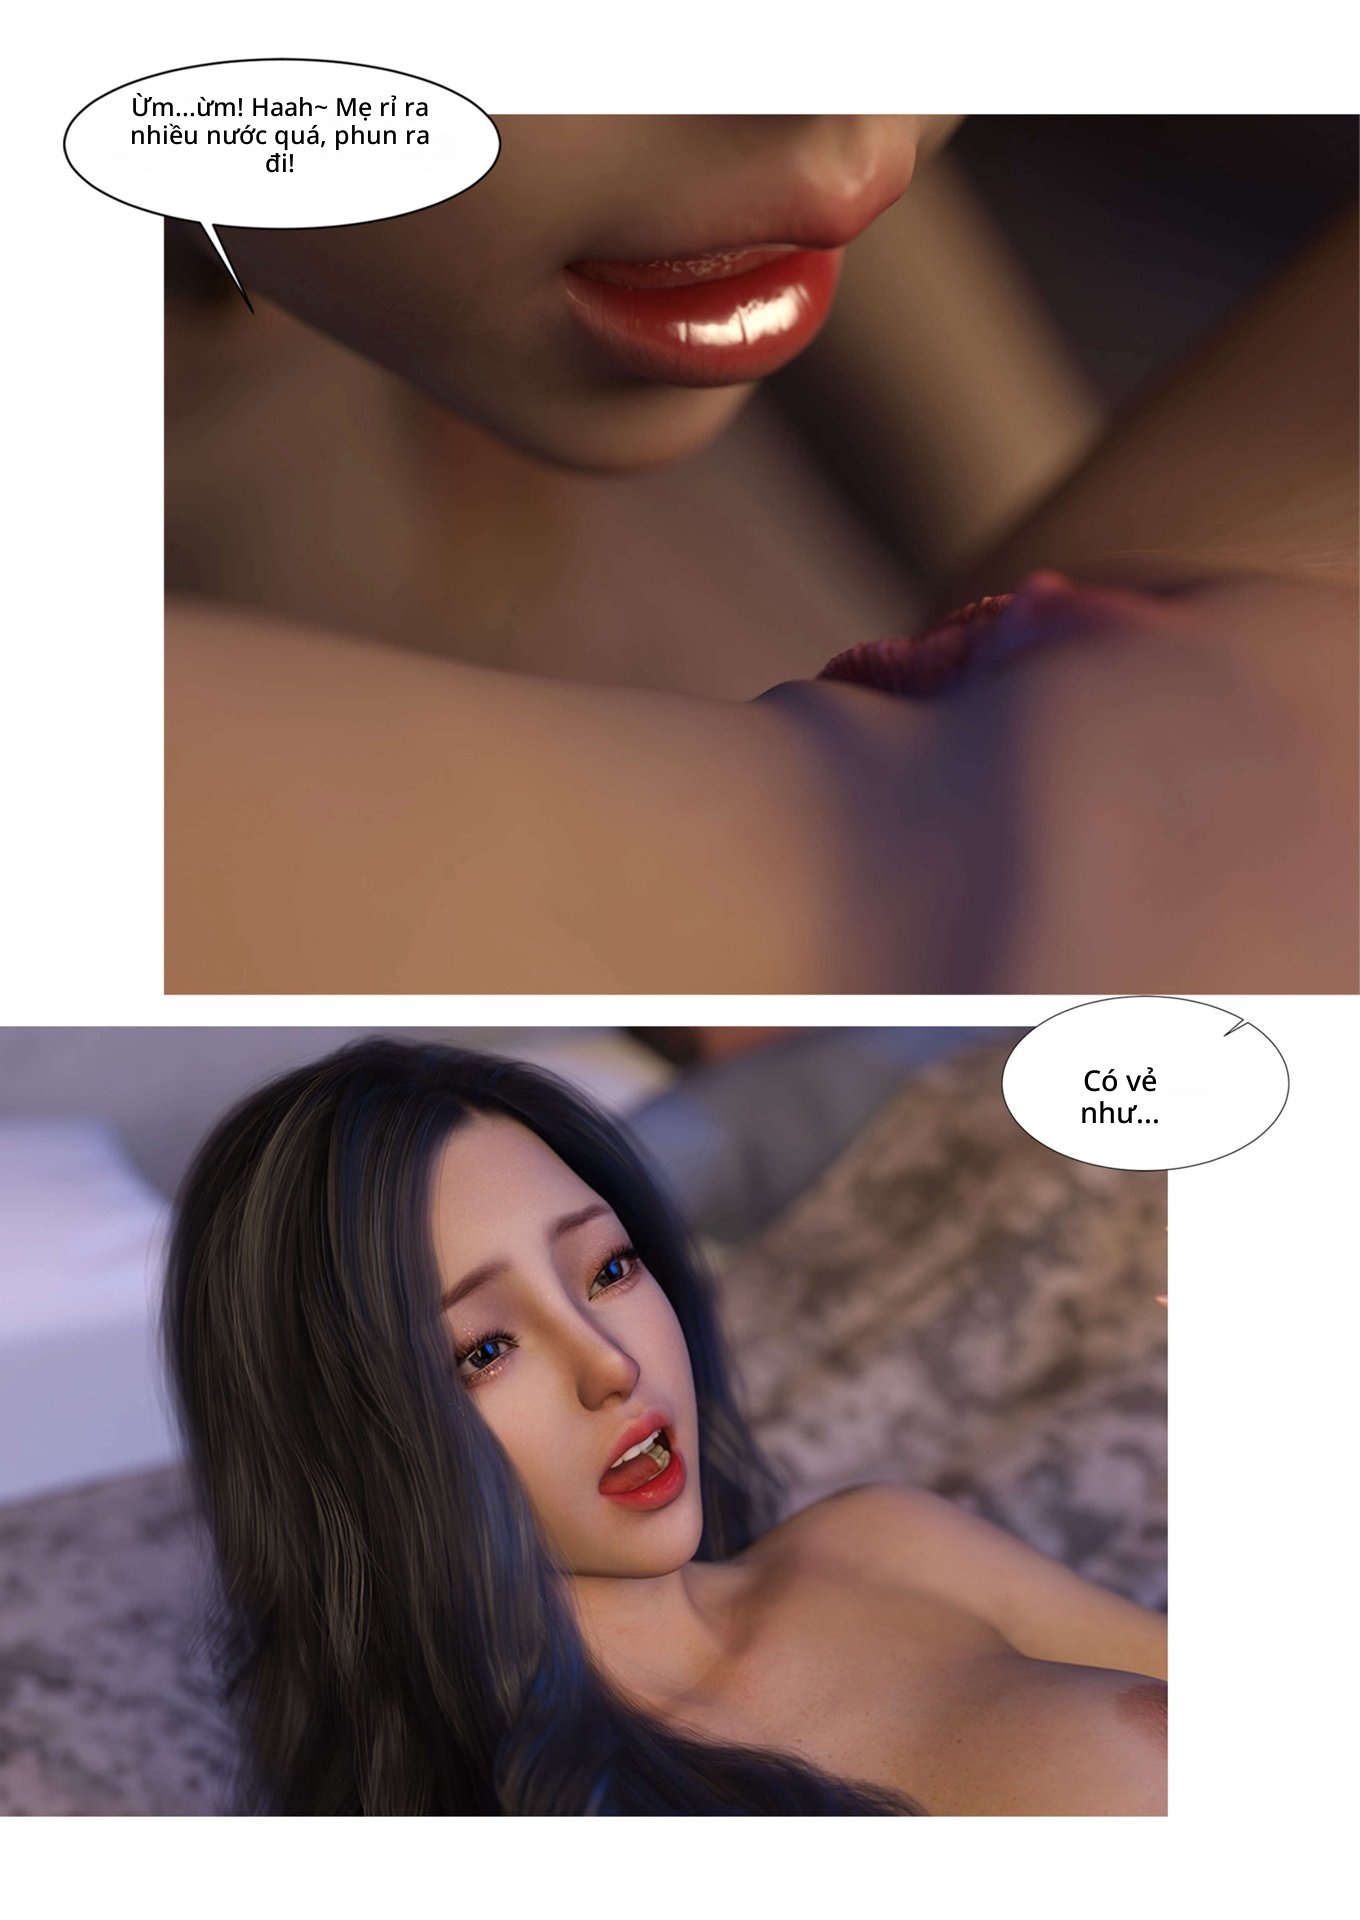 Ừm...ừm! Haah~ Mẹ rỉ ra
nhiều nước quá, phun ra
đi!
Có vẻ
như...